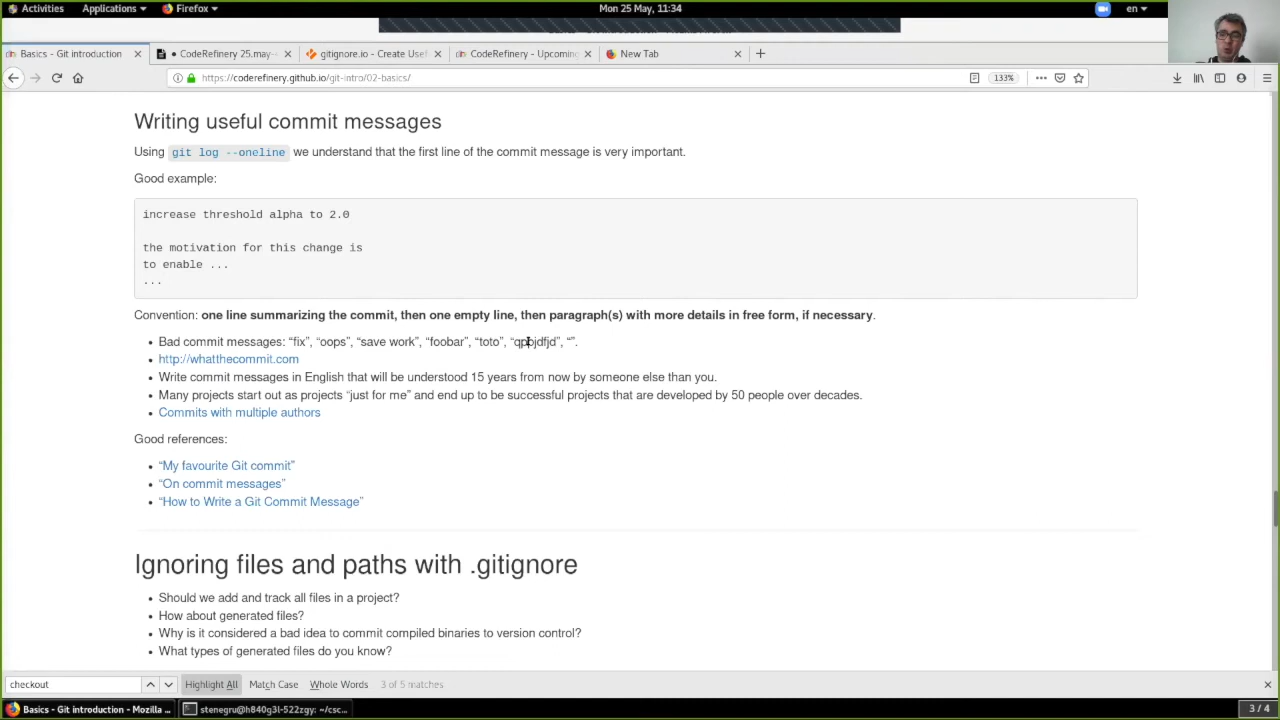 Activities Applications Firefox Mon 25 May, 11:34 en
Basics - Git introduction CodeRefinery 25.may- gitignore.io - Create Usef CodeRefinery - Upcoming New Tab
https://coderefinery.github.io/git-intro/02-basics/ 133%
Writing useful commit messages
Using git log --oneline we understand that the first line of the commit message is very important.
Good example:
increase threshold alpha to 2.0
the motivation for this change is
to enable ...
...
Convention: one line summarizing the commit, then one empty line, then paragraph(s) with more details in free form, if necessary.
• Bad commit messages: “fix”, “oops”, “save work”, “foobar”, “toto”, “qppjdfjd”, “”.
• http://whatthecommit.com
• Write commit messages in English that will be understood 15 years from now by someone else than you.
• Many projects start out as projects “just for me” and end up to be successful projects that are developed by 50 people over decades.
• Commits with multiple authors
Good references:
• “My favourite Git commit”
• “On commit messages”
• “How to Write a Git Commit Message”
Ignoring files and paths with .gitignore
• Should we add and track all files in a project?
• How about generated files?
• Why is it considered a bad idea to commit compiled binaries to version control?
• What types of generated files do you know?
checkout Highlight All Match Case Whole Words 3 of 5 matches
Basics - Git introduction - Mozilla ... stenegru@h840g3l-522zgy: ~/csc... 3 / 4